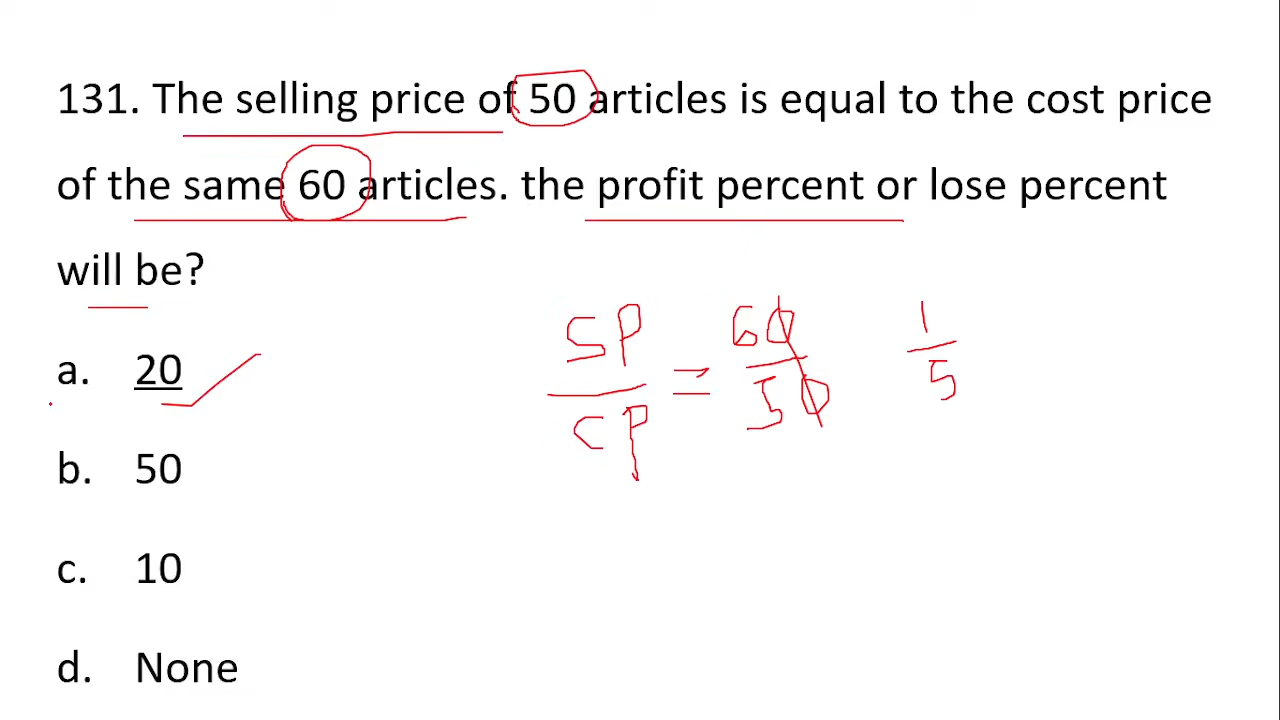 131. The selling price of 50 articles is equal to the cost price
of the same 60 articles. the profit percent or lose percent
will be?
a. 20
b. 50
c. 10
d. None
SP/CP = 60/50 1/5